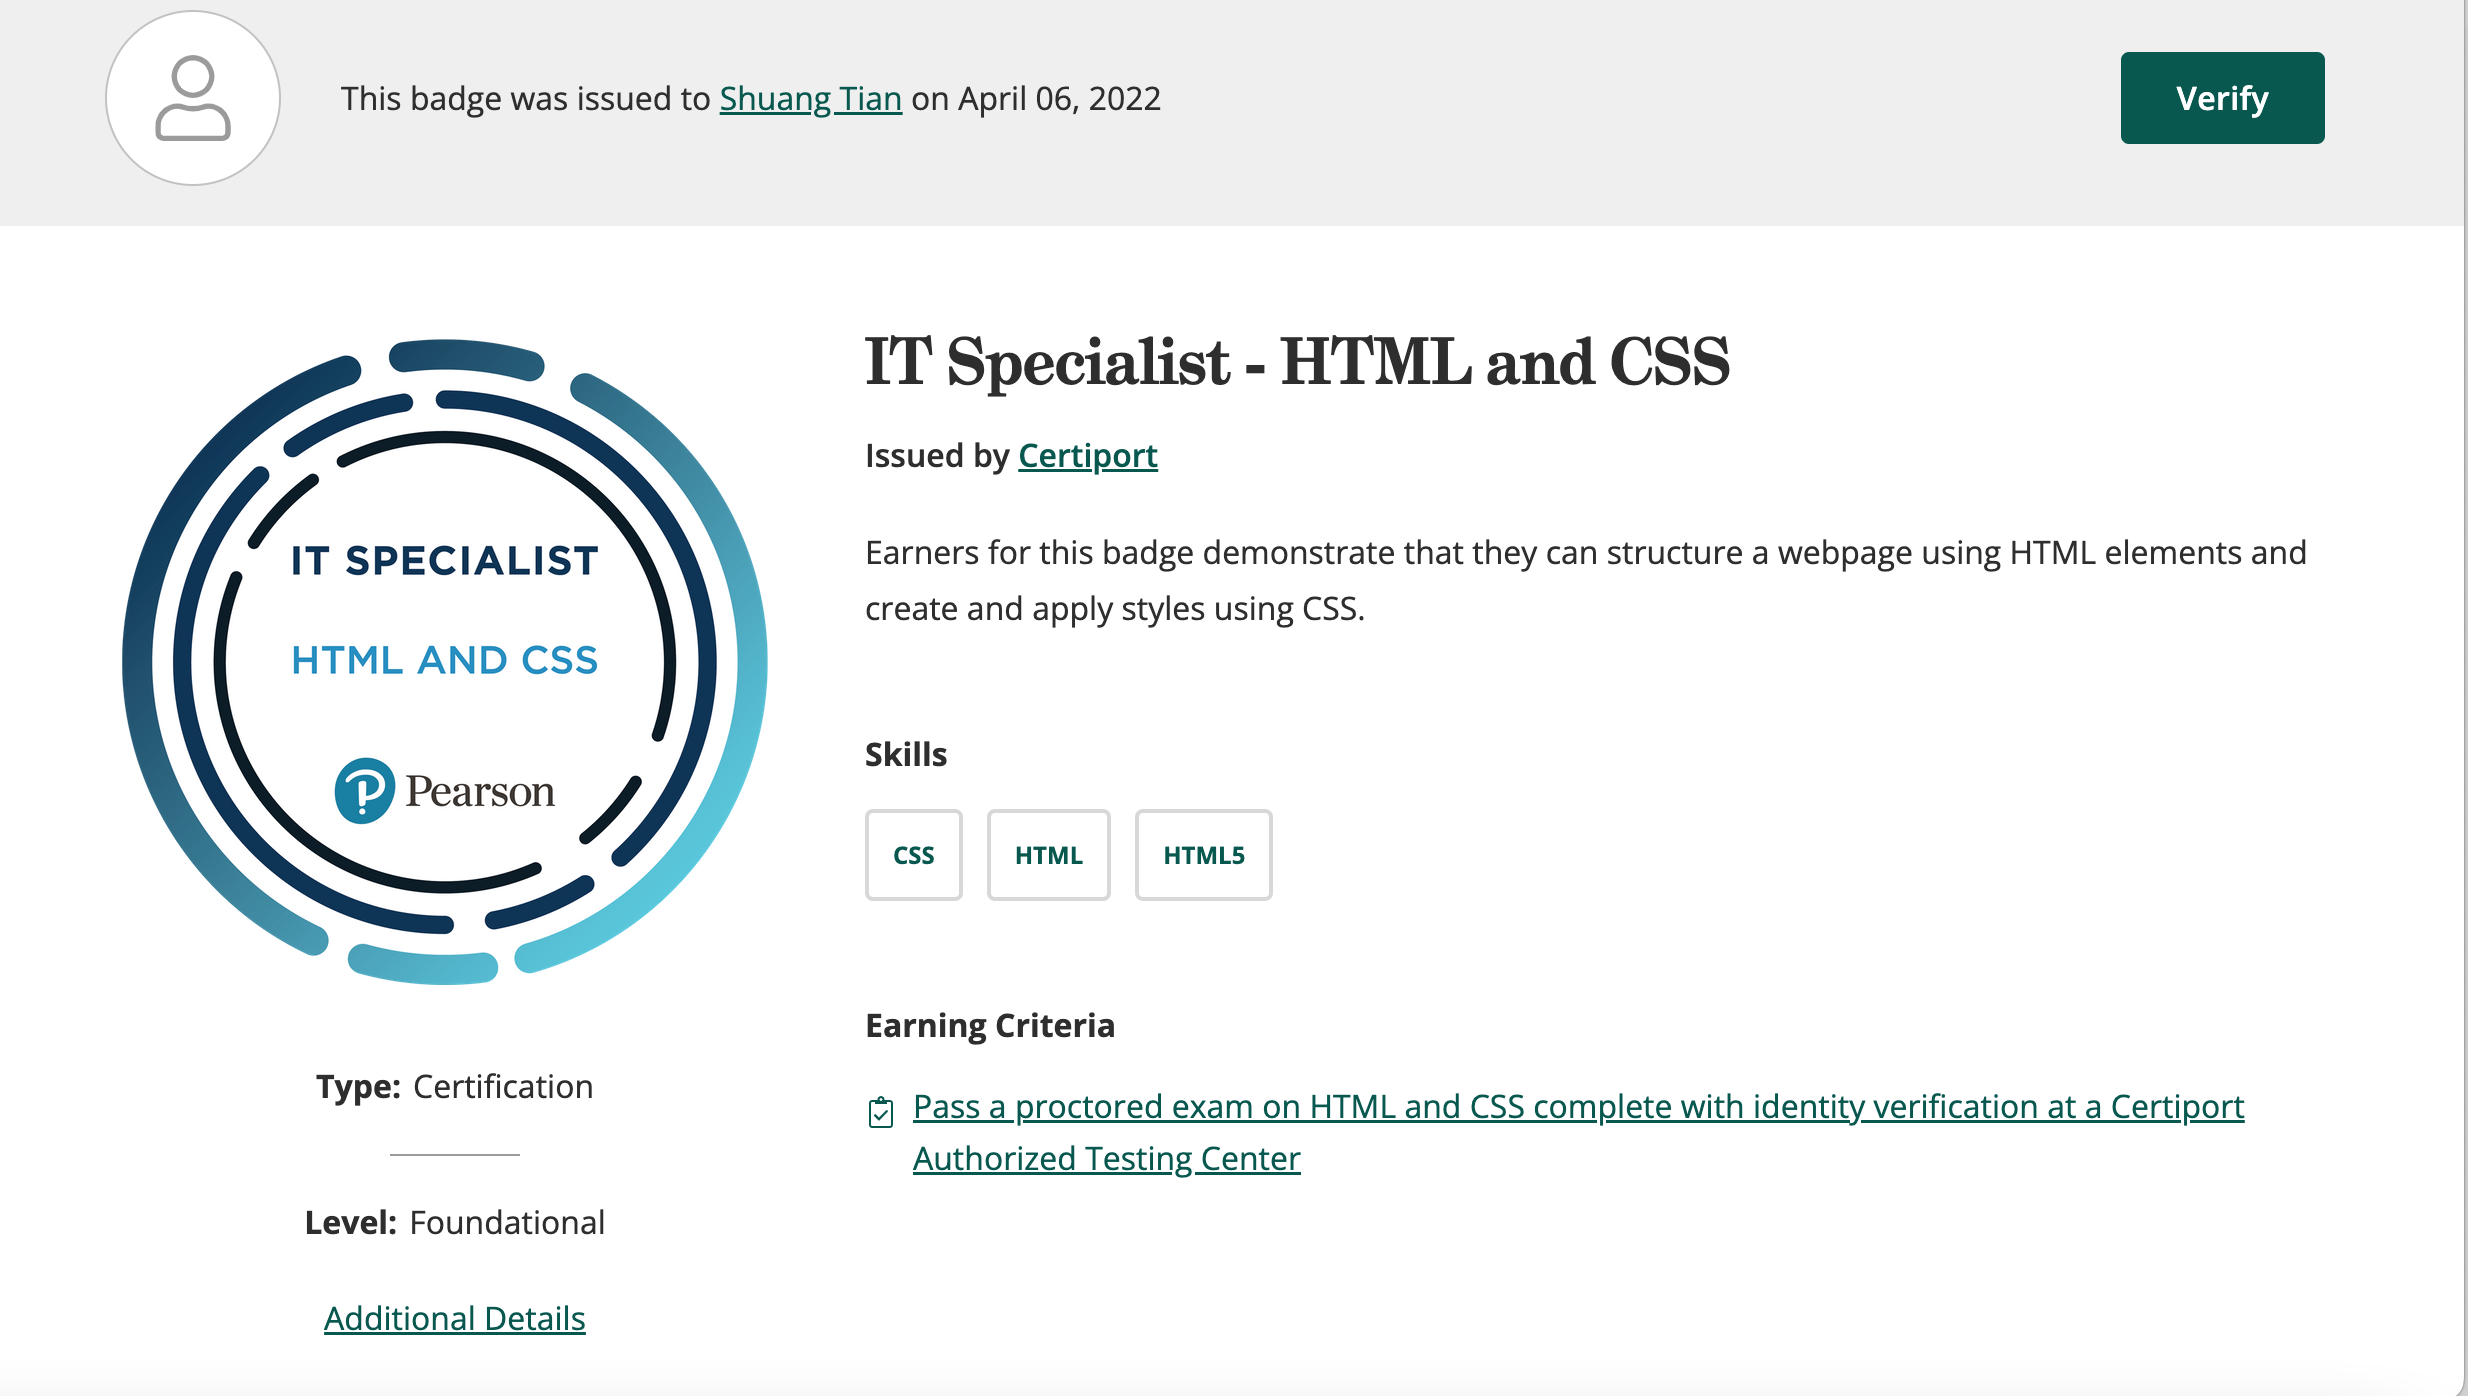 This badge was issued to Shuang Tian on April 06, 2022
Verify
IT SPECIALIST
HTML AND CSS
Pearson
Type: Certification
Level: Foundational
Additional Details
IT Specialist - HTML and CSS
Issued by Certiport
Earners for this badge demonstrate that they can structure a webpage using HTML elements and
create and apply styles using CSS.
Skills
CSS
HTML
HTML5
Earning Criteria
Pass a proctored exam on HTML and CSS complete with identity verification at a Certiport
Authorized Testing Center